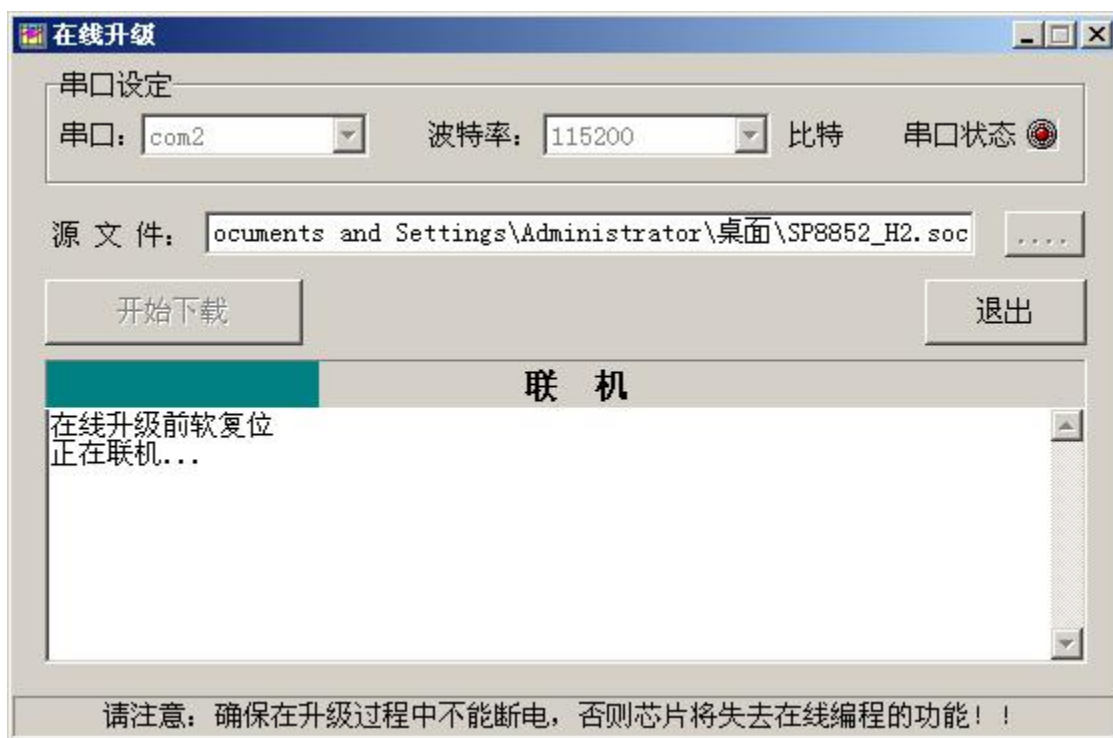 在线升级
串口设定
串口： com2 波特率： 115200 比特 串口状态
源 文 件： ocuments and Settings\Administrator\桌面\SP8852_H2.soc ....
开始下载 退出
联 机
在线升级前软复位
正在联机...
请注意：确保在升级过程中不能断电，否则芯片将失去在线编程的功能！！